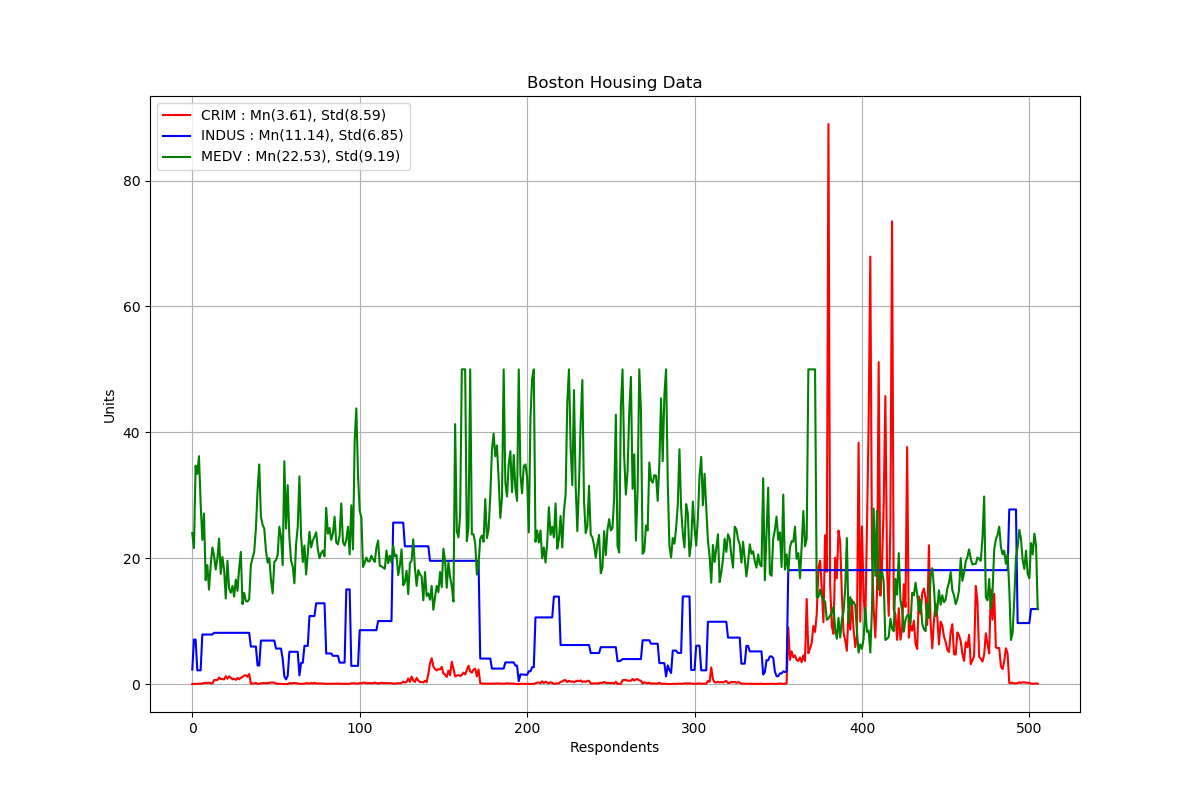 Boston Housing Data
CRIM : Mn(3.61), Std(8.59)
INDUS : Mn(11.14), Std(6.85)
MEDV : Mn(22.53), Std(9.19)
80
60
40
20
0
Units
0 100 200 300 400 500
Respondents